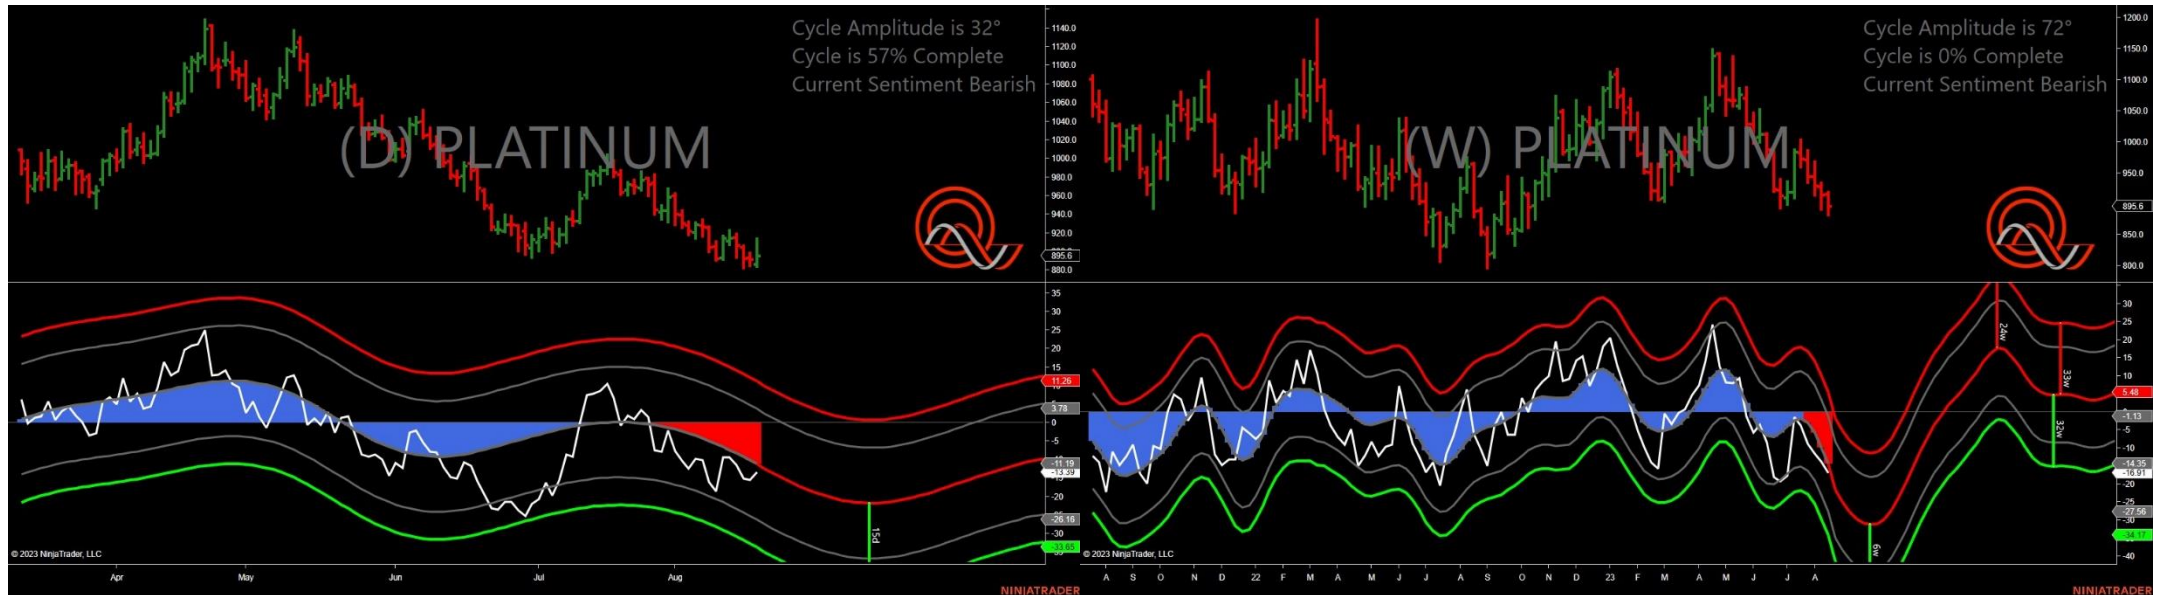 Cycle Amplitude is 32°
Cycle is 57% Complete
Current Sentiment Bearish
(D) PLATINUM
1140.0
1120.0
1100.0
1080.0
1060.0
1040.0
1020.0
1000.0
980.0
960.0
940.0
920.0
895.6
880.0
35
30
25
20
15
11.26
3.78
0
-5
-11.19
-13.39
-20
-26.16
-30
-33.65
15d
© 2023 NinjaTrader, LLC
Apr May Jun Jul Aug
NINJATRADER
Cycle Amplitude is 72°
Cycle is 0% Complete
Current Sentiment Bearish
(W) PLATINUM
1200.0
1150.0
1100.0
1050.0
1000.0
950.0
895.6
850.0
800.0
30
25
20
15
10
5.48
-1.13
-5
-10
-14.35
-16.91
-20
-25
-27.56
-30
-34.17
-40
24w
33w
32w
6w
© 2023 NinjaTrader, LLC
A S O N D 22 F M A M J J A S O N D 23 F M A M J J A
NINJATRADER